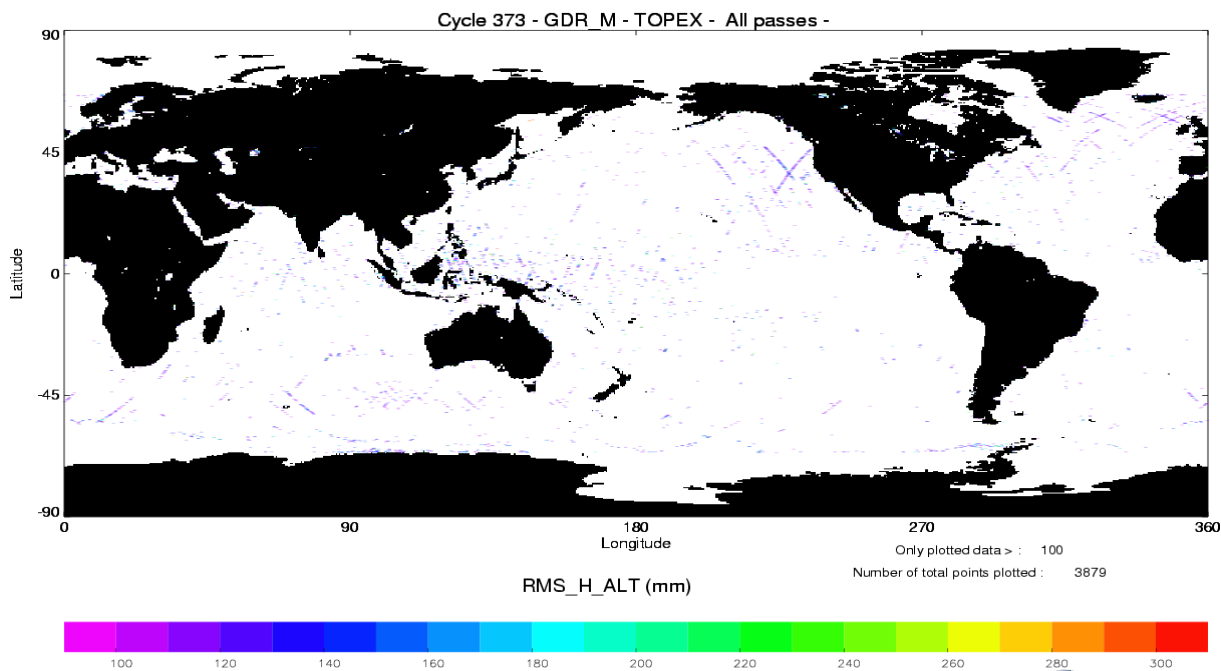 Cycle 373 - GDR_M - TOPEX - All passes -
90
45
Latitude
0
-45
-90
0 90 180 270 360
Longitude
Only plotted data > : 100
Number of total points plotted : 3879
RMS_H_ALT (mm)
100 120 140 160 180 200 220 240 260 280 300